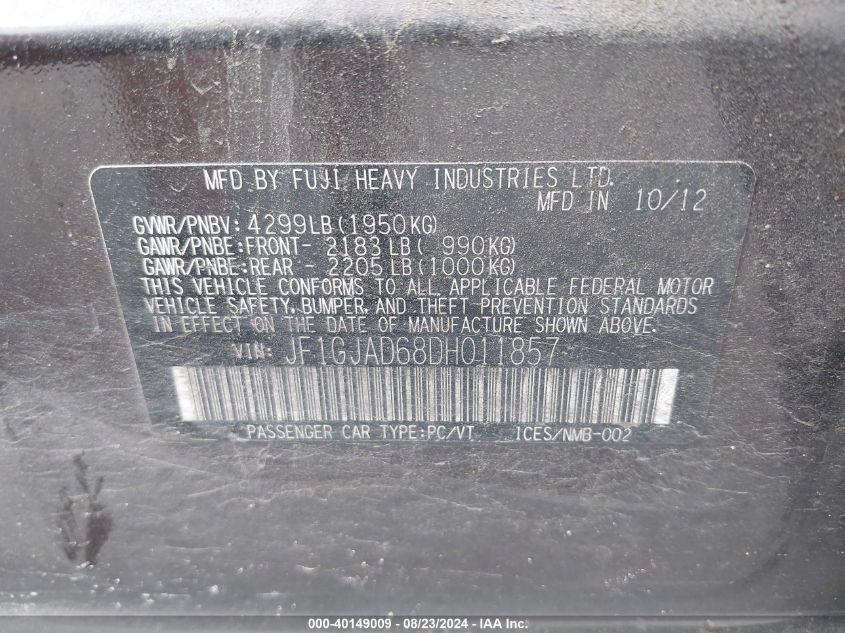 MFD.BY FUJI HEAVY INDUSTRIES LTD.
MFD IN 10/12
GVWR/PNBV: 4299LB(1950KG)
GAWR/PNBE:FRONT- 2183LB( 990KG)
GAWR/PNBE:REAR - 2205LB(1000KG)
THIS VEHICLE CONFORMS TO ALL APPLICABLE FEDERAL MOTOR
VEHICLE SAFETY, BUMPER, AND THEFT PREVENTION STANDARDS
IN EFFECT ON THE DATE OF MANUFACTURE SHOWN ABOVE.
VIN: JF1GJAD68DH011857
PASSENGER CAR TYPE:PC/VT ICES/NMB-002
000-40149009 - 08/23/2024 - IAA Inc.